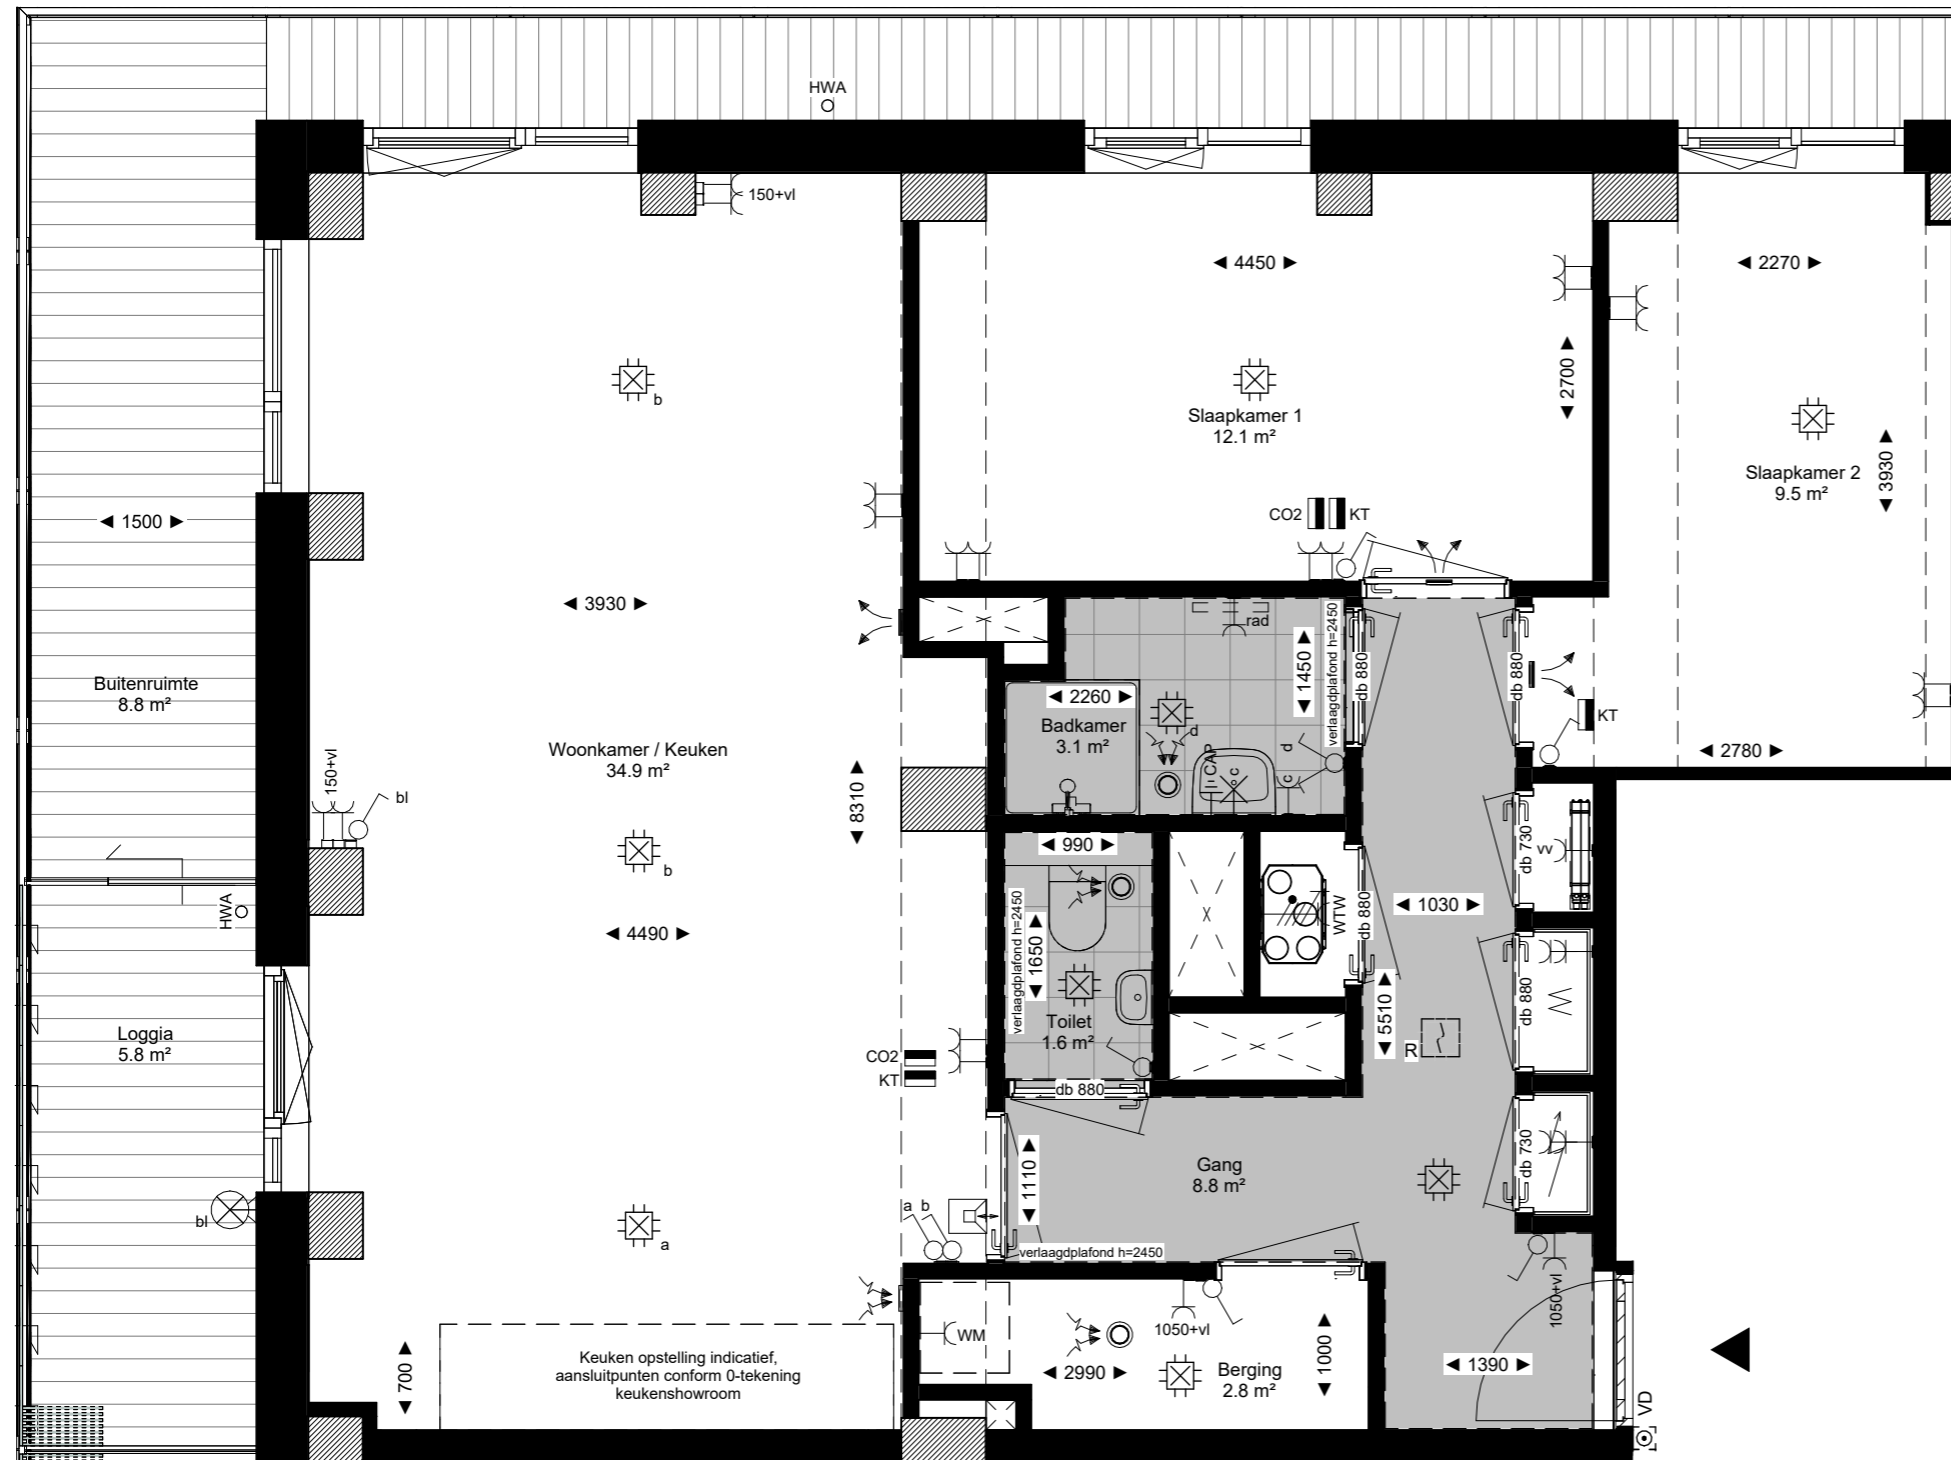 HWA
150+vl
◄ 4450 ►
◄ 2270 ►
◄ 2700 ►
b
Slaapkamer 1
12.1 m²
Slaapkamer 2
9.5 m²
◄ 3930 ►
◄ 1500 ►
CO2
KT
◄ 3930 ►
rad
◄ 1450 ►
verlaagdplafond h=2450
db 880
db 880
Buitenruimte
8.8 m²
◄ 2260 ►
Badkamer
3.1 m²
d
KT
Woonkamer / Keuken
34.9 m²
d
◄ 2780 ►
150+vl
bl
◄ 8310 ►
CAP
c
c
◄ 990 ►
db 730
vv
b
HWA
verlaagdplafond h=2450
◄ 1650 ►
WTW
db 880
◄ 1030 ►
◄ 4490 ►
W
db 880
Loggia
5.8 m²
Toilet
1.6 m²
◄ 5510 ►
R
CO2
KT
db 880
db 730
◄ 1110 ►
Gang
8.8 m²
bl
a
a b
verlaagdplafond h=2450
1050+vl
WM
1050+vl
Keuken opstelling indicatief,
aansluitpunten conform 0-tekening
keukenshowroom
◄ 700 ►
◄ 2990 ►
Berging
2.8 m²
◄ 1000 ►
◄ 1390 ►
VD